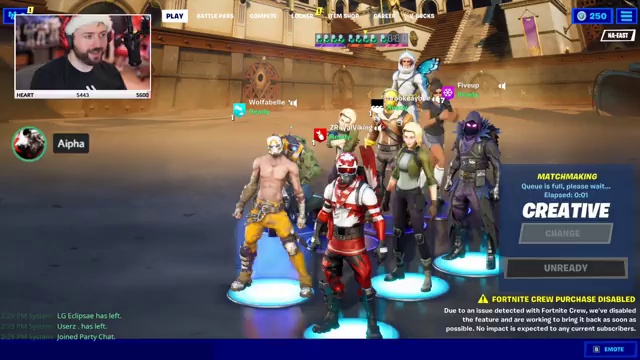 PLAY
BATTLE PASS
COMPETE
LOCKER
ITEM SHOP
CAREER
V-BUCKS
250
NA-EAST
HEART
5443
5600
Fiveup
Ready
Wolfabelle
Ready
ZRoyalViking
Aipha
MATCHMAKING
Queue is full, please wait...
Elapsed: 0:01
CREATIVE
CHANGE
UNREADY
FORTNITE CREW PURCHASE DISABLED
Due to an issue detected with Fortnite Crew, we've disabled
the feature and are working to bring it back as soon as
possible. No impact is expected to any current subscribers.
LG Eclipsae has left.
Userz . has left.
Joined Party Chat.
EMOTE